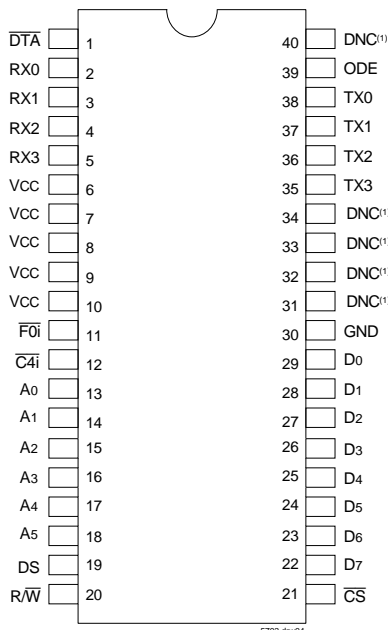 DTA 1 40 DNC(1)
RX0 2 39 ODE
RX1 3 38 TX0
RX2 4 37 TX1
RX3 5 36 TX2
VCC 6 35 TX3
VCC 7 34 DNC(1)
VCC 8 33 DNC(1)
VCC 9 32 DNC(1)
VCC 10 31 DNC(1)
F0i 11 30 GND
C4i 12 29 D0
A0 13 28 D1
A1 14 27 D2
A2 15 26 D3
A3 16 25 D4
A4 17 24 D5
A5 18 23 D6
DS 19 22 D7
R/W 20 21 CS